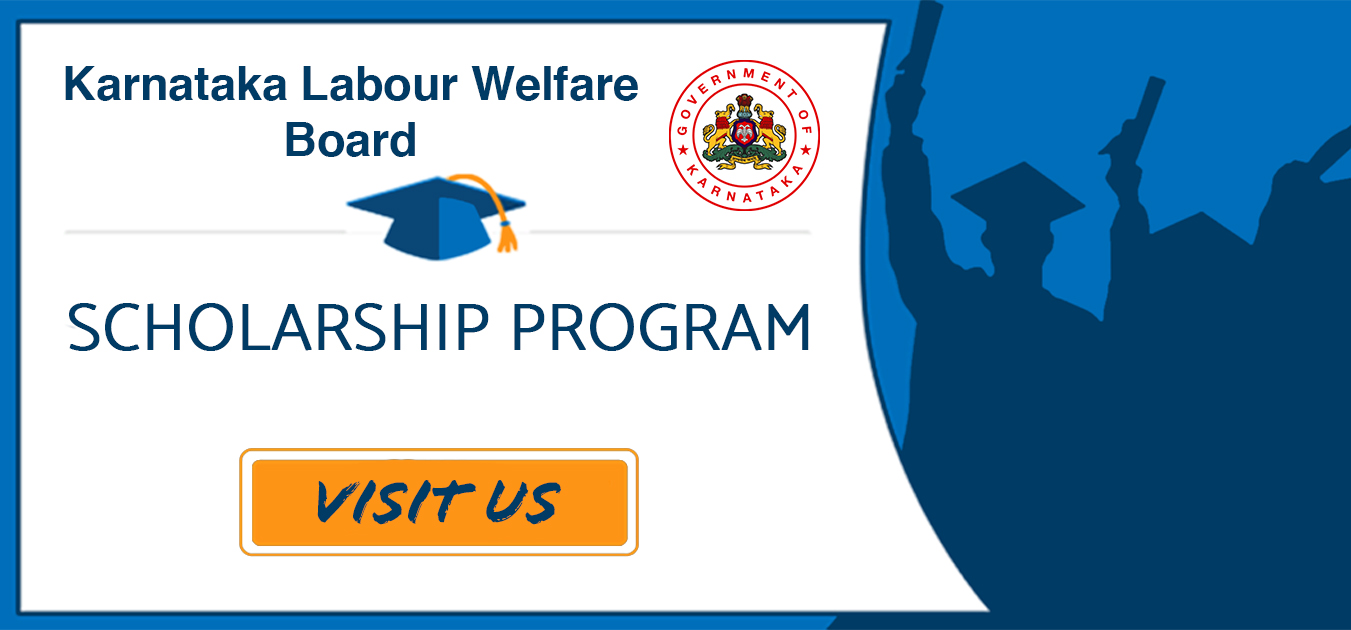 Karnataka Labour Welfare
Board
GOVERNMENT OF
KARNATAKA
SCHOLARSHIP PROGRAM
VISIT US